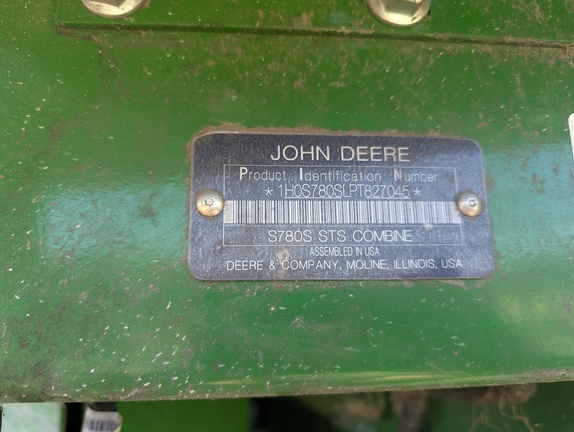 JOHN DEERE
Product Identification Number
*1H0S780SLPT827045*
S780S STS COMBINE
ASSEMBLED IN USA
DEERE & COMPANY, MOLINE, ILLINOIS, USA